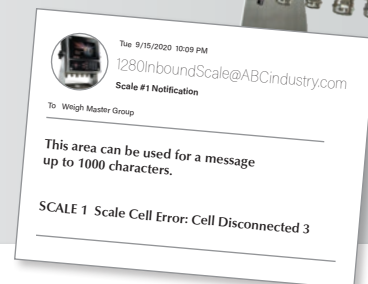 Tue 9/15/2020 10:09 PM
1280InboundScale@ABCindustry.com
Scale #1 Notification
To Weigh Master Group
This area can be used for a message
up to 1000 characters.
SCALE 1 Scale Cell Error: Cell Disconnected 3